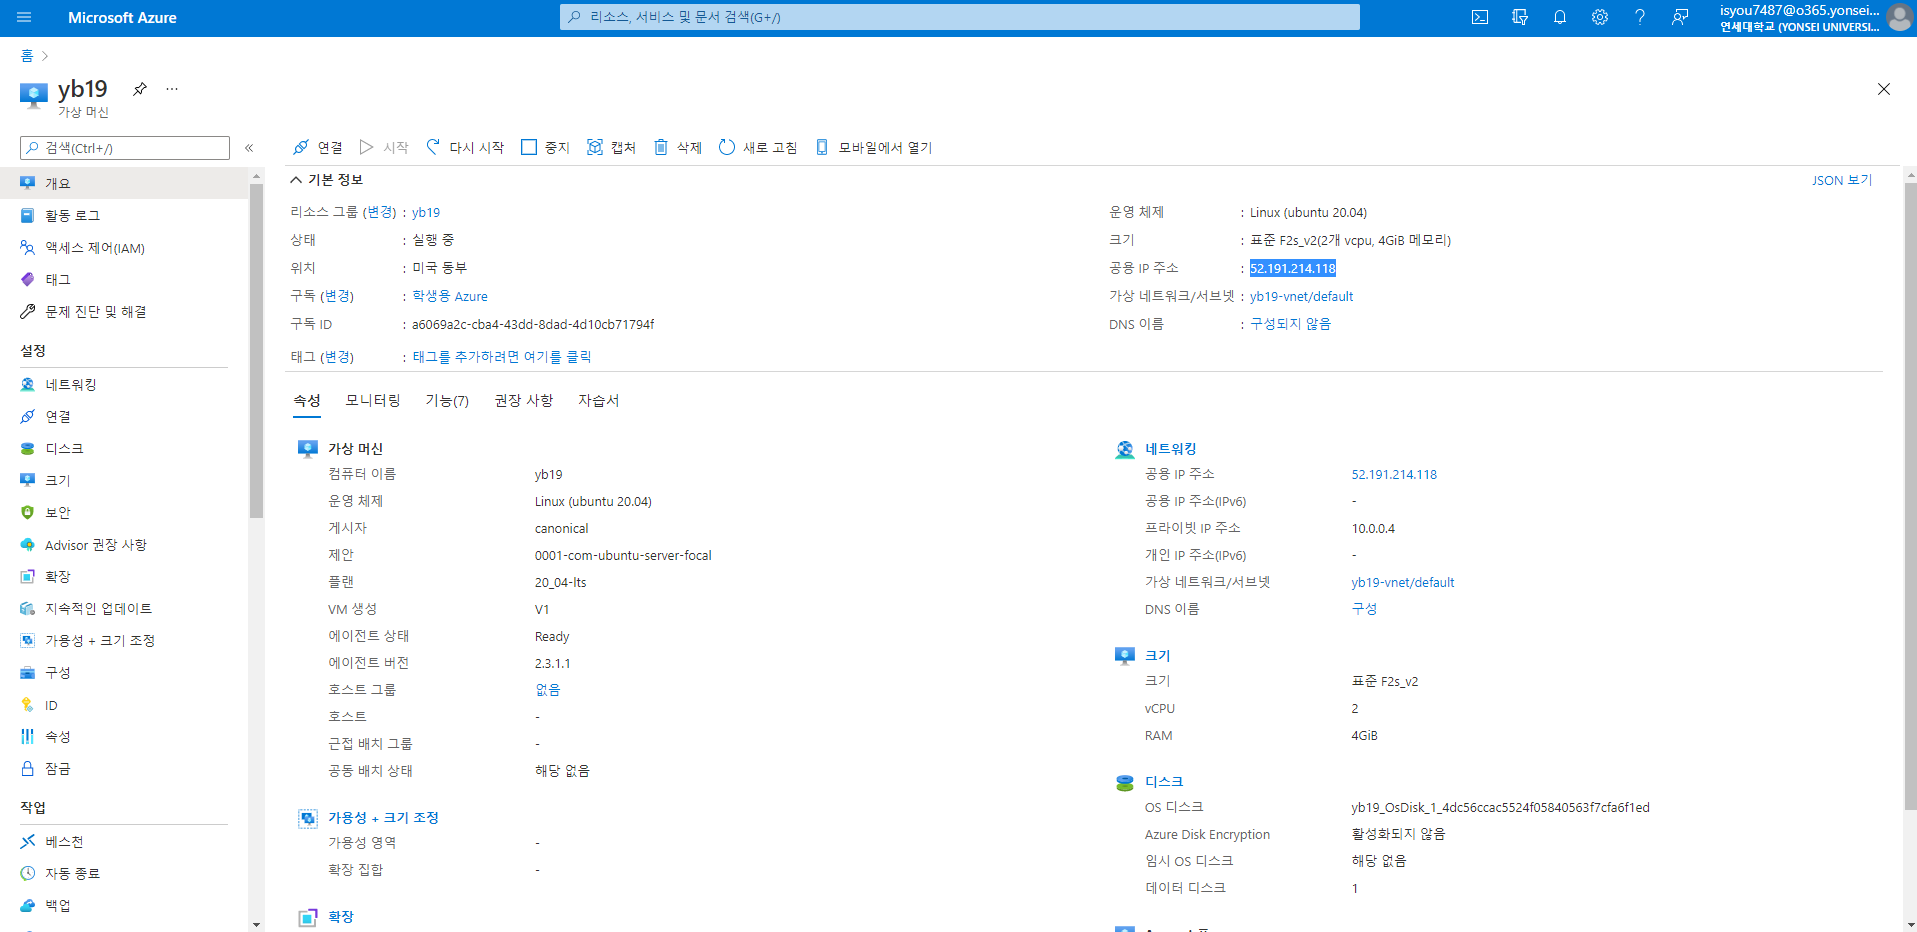 Microsoft Azure
리소스, 서비스 및 문서 검색(G+/)
isyou7487@o365.yonsei...
연세대학교 (YONSEI UNIVERSI...
홈
yb19
가상 머신
검색(Ctrl+/)
연결
시작
다시 시작
중지
캡처
삭제
새로 고침
모바일에서 열기
개요
활동 로그
액세스 제어(IAM)
태그
문제 진단 및 해결
설정
네트워킹
연결
디스크
크기
보안
Advisor 권장 사항
확장
지속적인 업데이트
가용성 + 크기 조정
구성
ID
속성
잠금
작업
베스천
자동 종료
백업
기본 정보
JSON 보기
리소스 그룹 (변경) : yb19
상태 : 실행 중
위치 : 미국 동부
구독 (변경) : 학생용 Azure
구독 ID : a6069a2c-cba4-43dd-8dad-4d10cb71794f
태그 (변경) : 태그를 추가하려면 여기를 클릭
운영 체제 : Linux (ubuntu 20.04)
크기 : 표준 F2s_v2(2개 vcpu, 4GiB 메모리)
공용 IP 주소 : 52.191.214.118
가상 네트워크/서브넷 : yb19-vnet/default
DNS 이름 : 구성되지 않음
속성
모니터링
기능(7)
권장 사항
자습서
가상 머신
컴퓨터 이름 yb19
운영 체제 Linux (ubuntu 20.04)
게시자 canonical
제안 0001-com-ubuntu-server-focal
플랜 20_04-lts
VM 생성 V1
에이전트 상태 Ready
에이전트 버전 2.3.1.1
호스트 그룹 없음
호스트 -
근접 배치 그룹 -
공동 배치 상태 해당 없음
가용성 + 크기 조정
가용성 영역 -
확장 집합 -
확장
네트워킹
공용 IP 주소 52.191.214.118
공용 IP 주소(IPv6) -
프라이빗 IP 주소 10.0.0.4
개인 IP 주소(IPv6) -
가상 네트워크/서브넷 yb19-vnet/default
DNS 이름 구성
크기
크기 표준 F2s_v2
vCPU 2
RAM 4GiB
디스크
OS 디스크 yb19_OsDisk_1_4dc56ccac5524f05840563f7cfa6f1ed
Azure Disk Encryption 활성화되지 않음
임시 OS 디스크 해당 없음
데이터 디스크 1